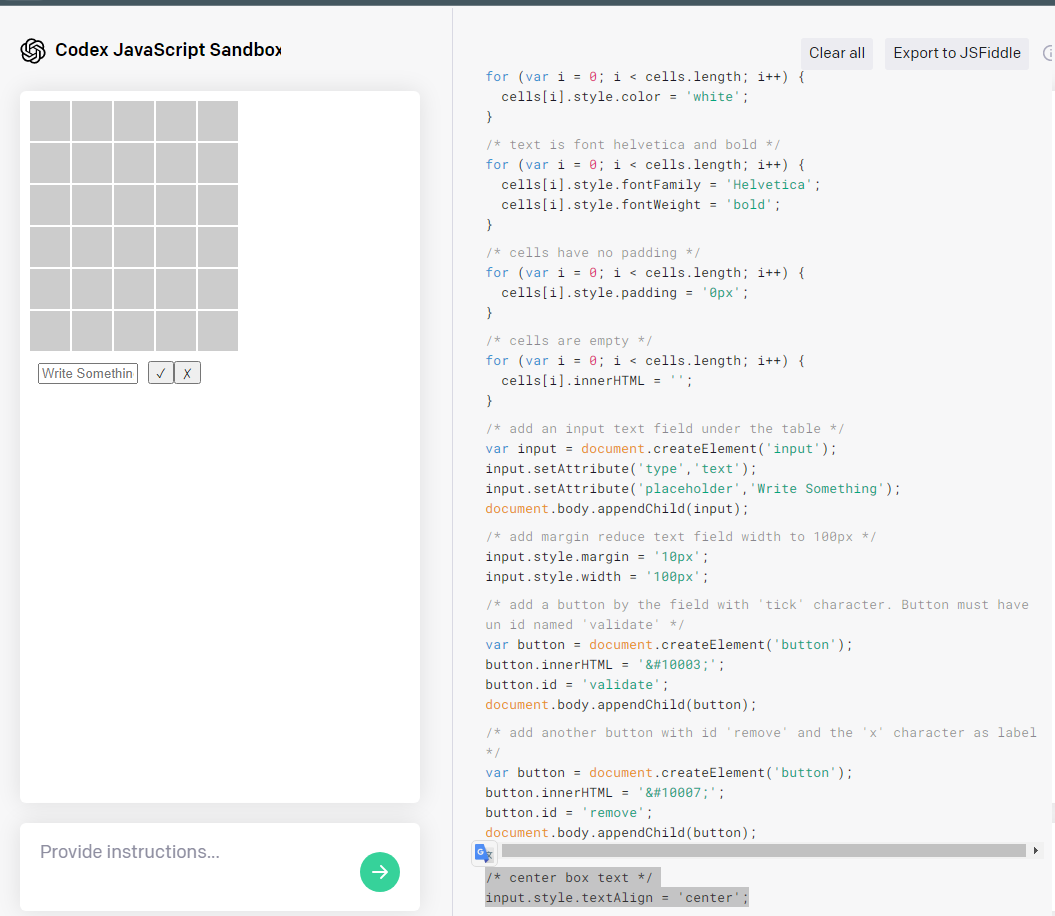 Codex JavaScript Sandbox
Write Somethin
✓
✗
Provide instructions...
Clear all
Export to JSFiddle
for (var i = 0; i < cells.length; i++) {
cells[i].style.color = 'white';
}
/* text is font helvetica and bold */
for (var i = 0; i < cells.length; i++) {
cells[i].style.fontFamily = 'Helvetica';
cells[i].style.fontWeight = 'bold';
}
/* cells have no padding */
for (var i = 0; i < cells.length; i++) {
cells[i].style.padding = '0px';
}
/* cells are empty */
for (var i = 0; i < cells.length; i++) {
cells[i].innerHTML = '';
}
/* add an input text field under the table */
var input = document.createElement('input');
input.setAttribute('type','text');
input.setAttribute('placeholder','Write Something');
document.body.appendChild(input);
/* add margin reduce text field width to 100px */
input.style.margin = '10px';
input.style.width = '100px';
/* add a button by the field with 'tick' character. Button must have
un id named 'validate' */
var button = document.createElement('button');
button.innerHTML = '&#10003;';
button.id = 'validate';
document.body.appendChild(button);
/* add another button with id 'remove' and the 'x' character as label
*/
var button = document.createElement('button');
button.innerHTML = '&#10007;';
button.id = 'remove';
document.body.appendChild(button);
/* center box text */
input.style.textAlign = 'center';